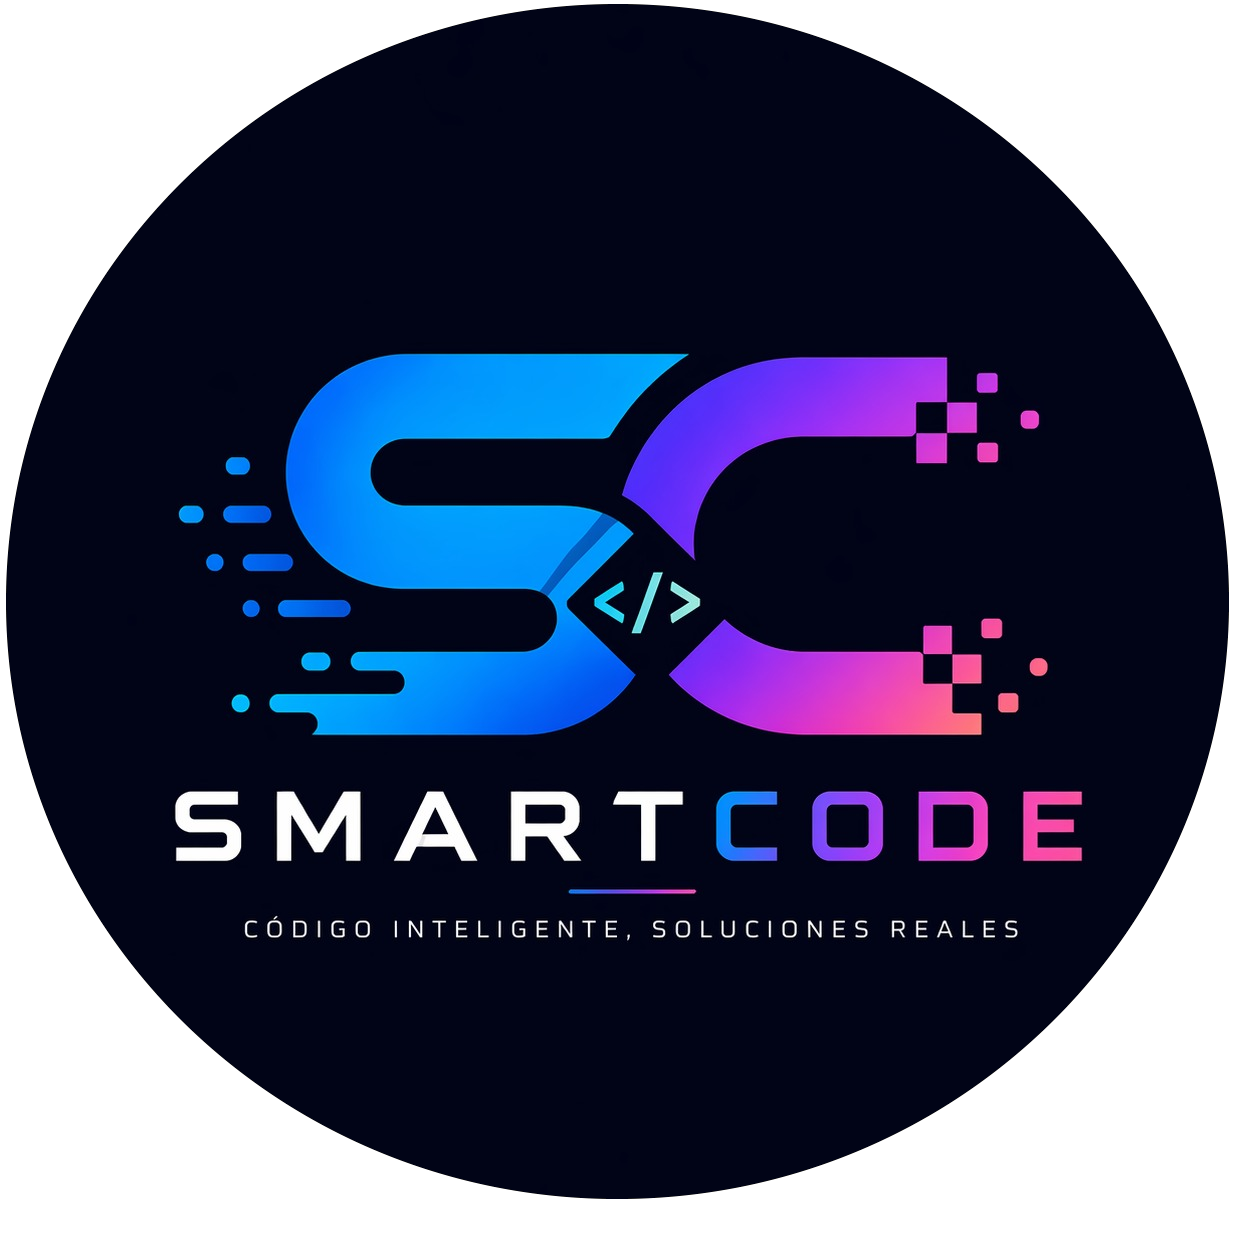 SC
</>
SMARTCODE
CÓDIGO INTELIGENTE, SOLUCIONES REALES